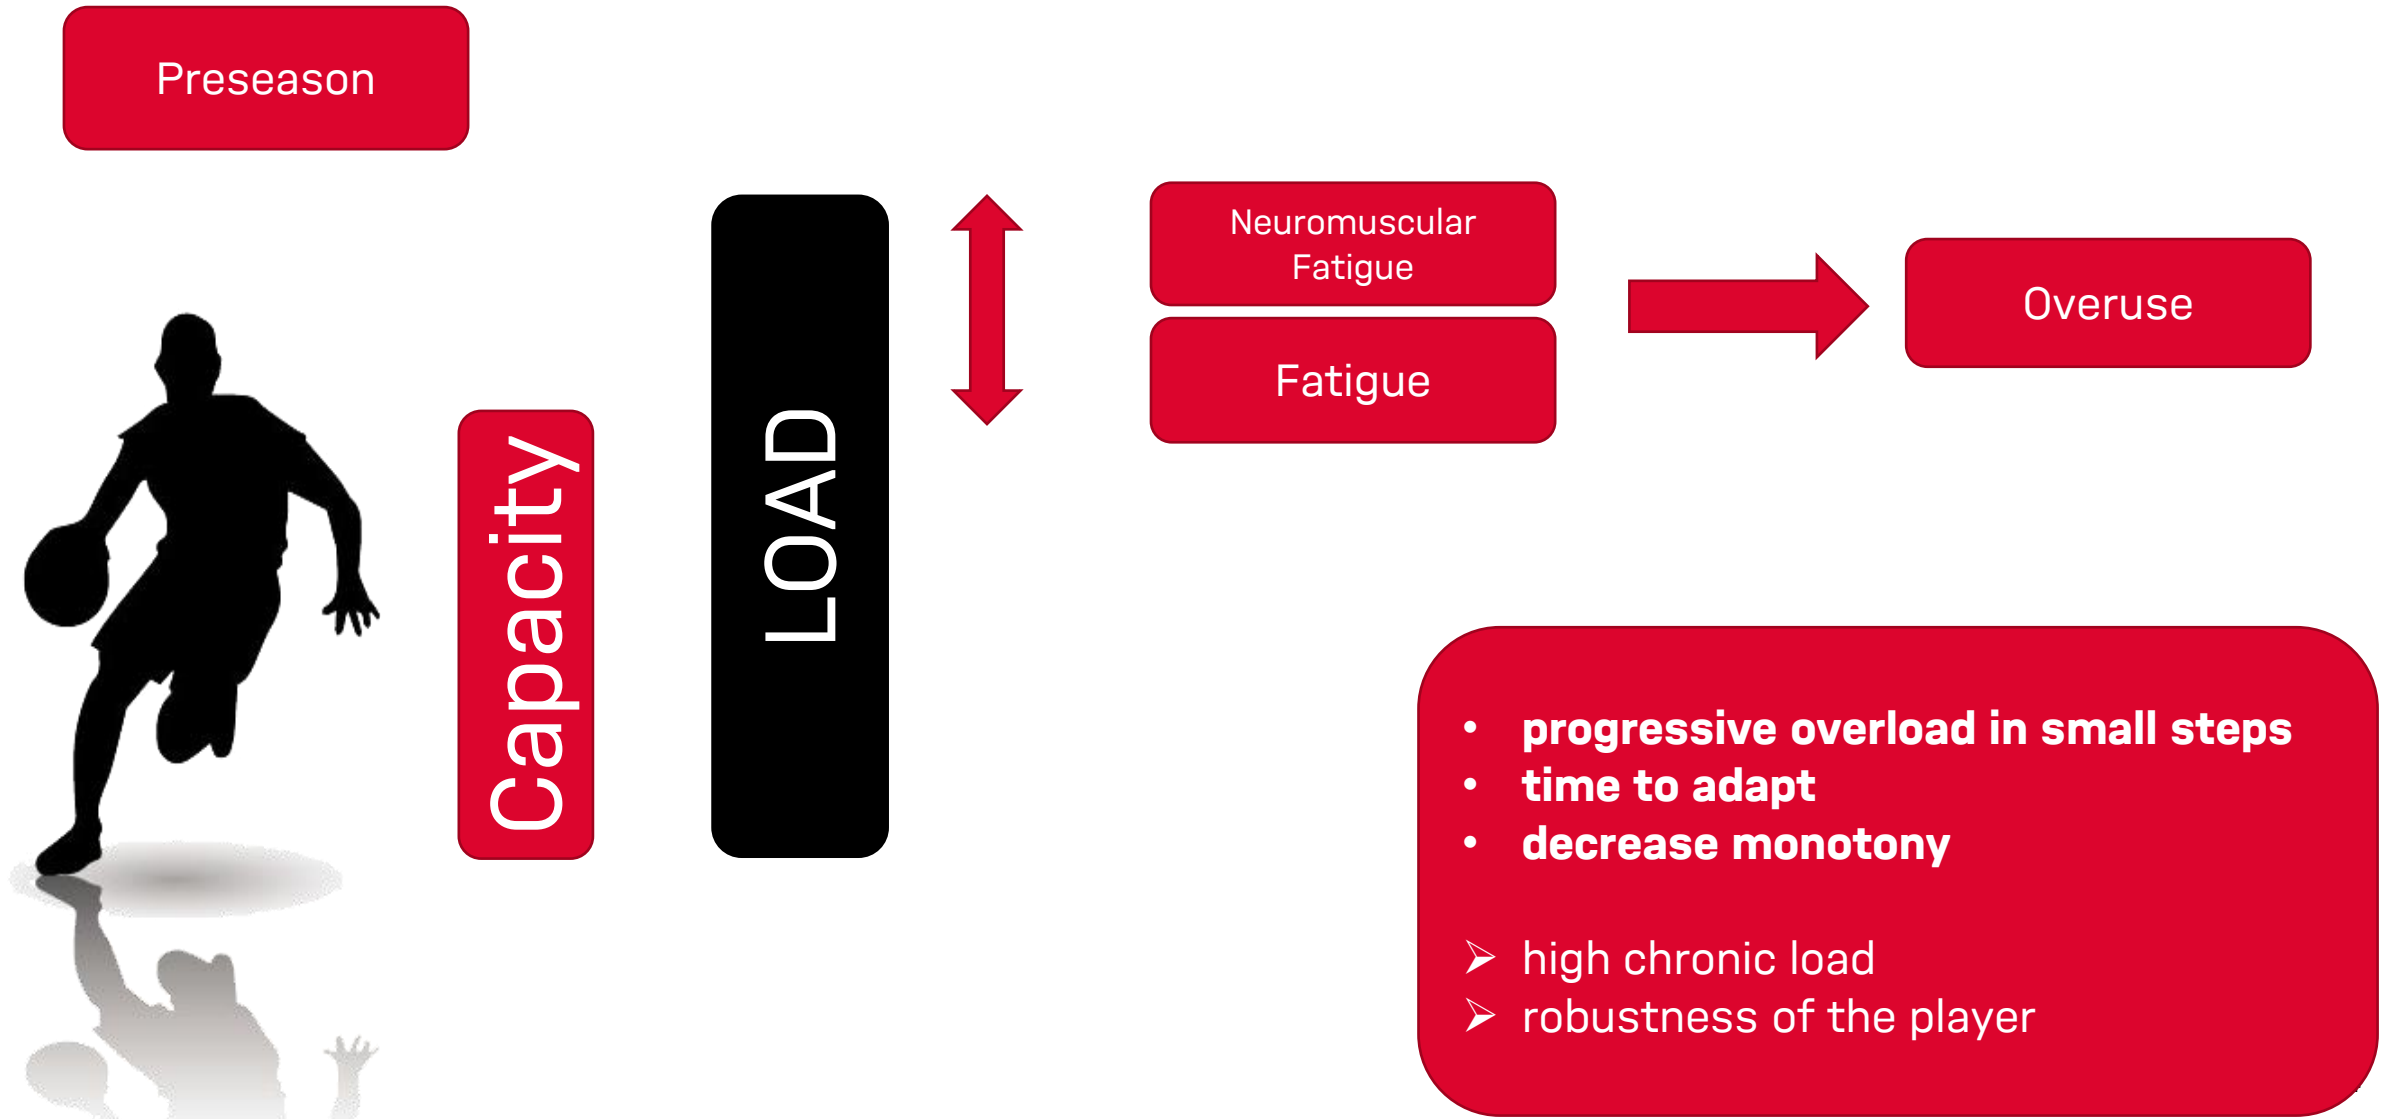 Preseason
Neuromuscular
Fatigue
Fatigue
Overuse
Capacity
LOAD
• progressive overload in small steps
• time to adapt
• decrease monotony
➢ high chronic load
➢ robustness of the player